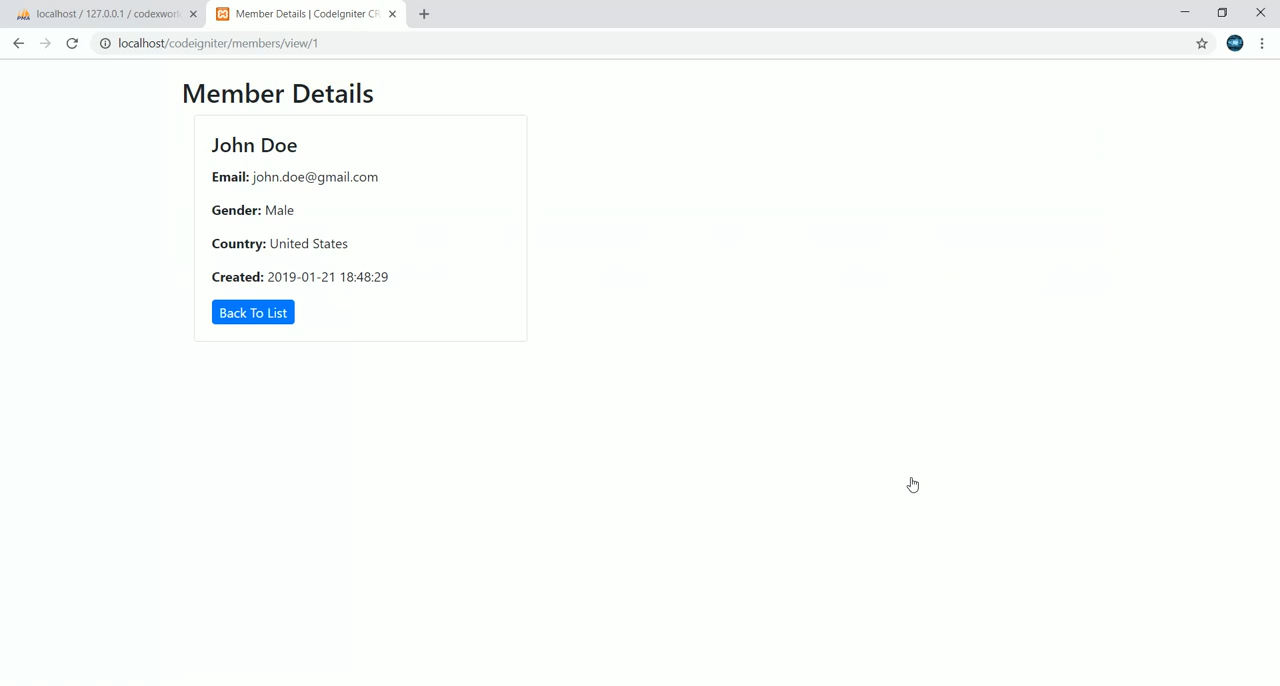 localhost / 127.0.0.1 / codexwork
Member Details | CodeIgniter CR
localhost/codeigniter/members/view/1
Member Details
John Doe
Email: john.doe@gmail.com
Gender: Male
Country: United States
Created: 2019-01-21 18:48:29
Back To List